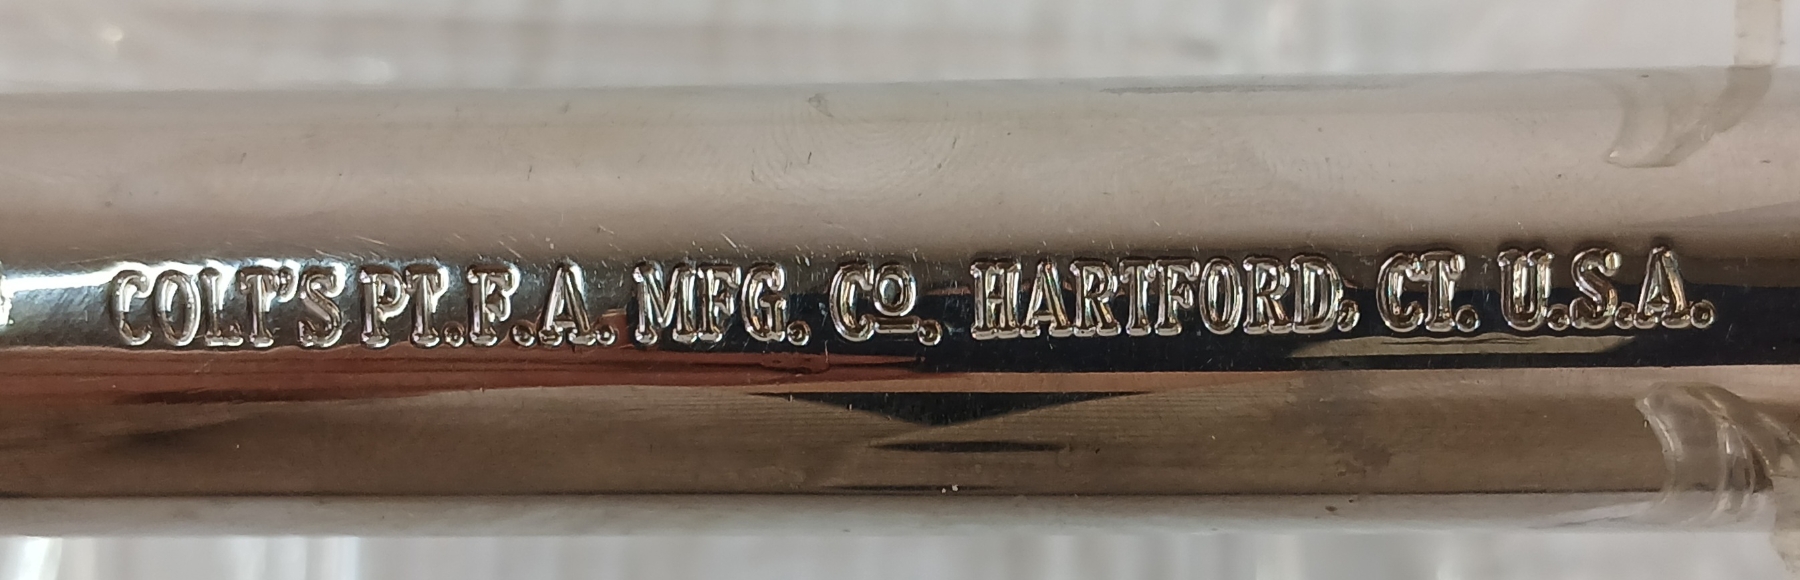 COLT'S PT. F. A. MFG. Cº. HARTFORD, CT. U.S.A.